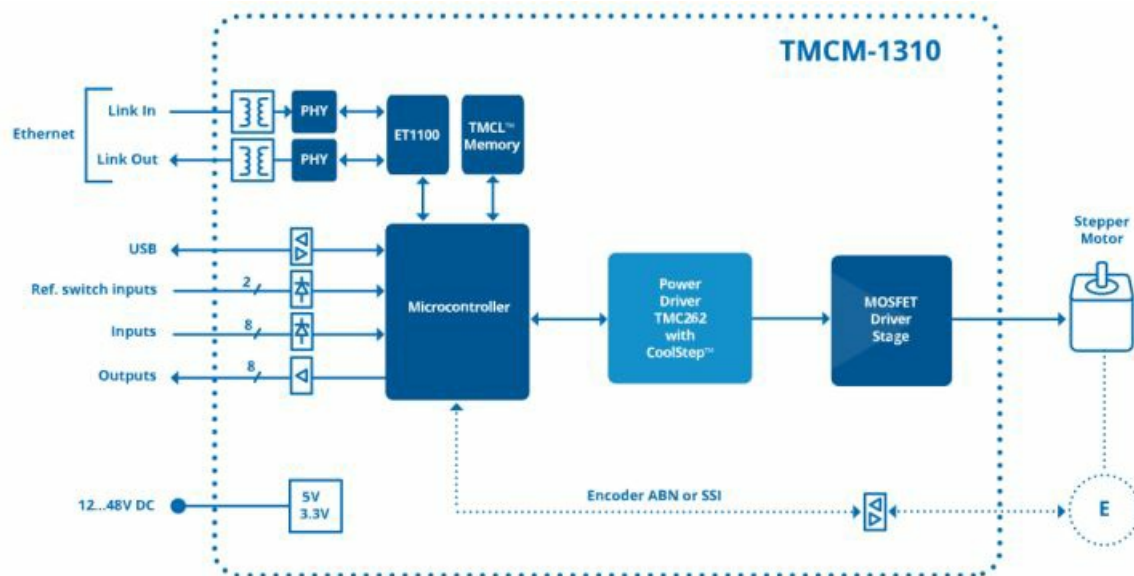 TMCM-1310
Ethernet
Link In
PHY
ET1100
TMCL™
Memory
Link Out
PHY
USB
Ref. switch inputs
2
Inputs
8
Outputs
8
Microcontroller
Power
Driver
TMC262
with
CoolStep™
MOSFET
Driver
Stage
Stepper
Motor
12...48V DC
5V
3.3V
Encoder ABN or SSI
E